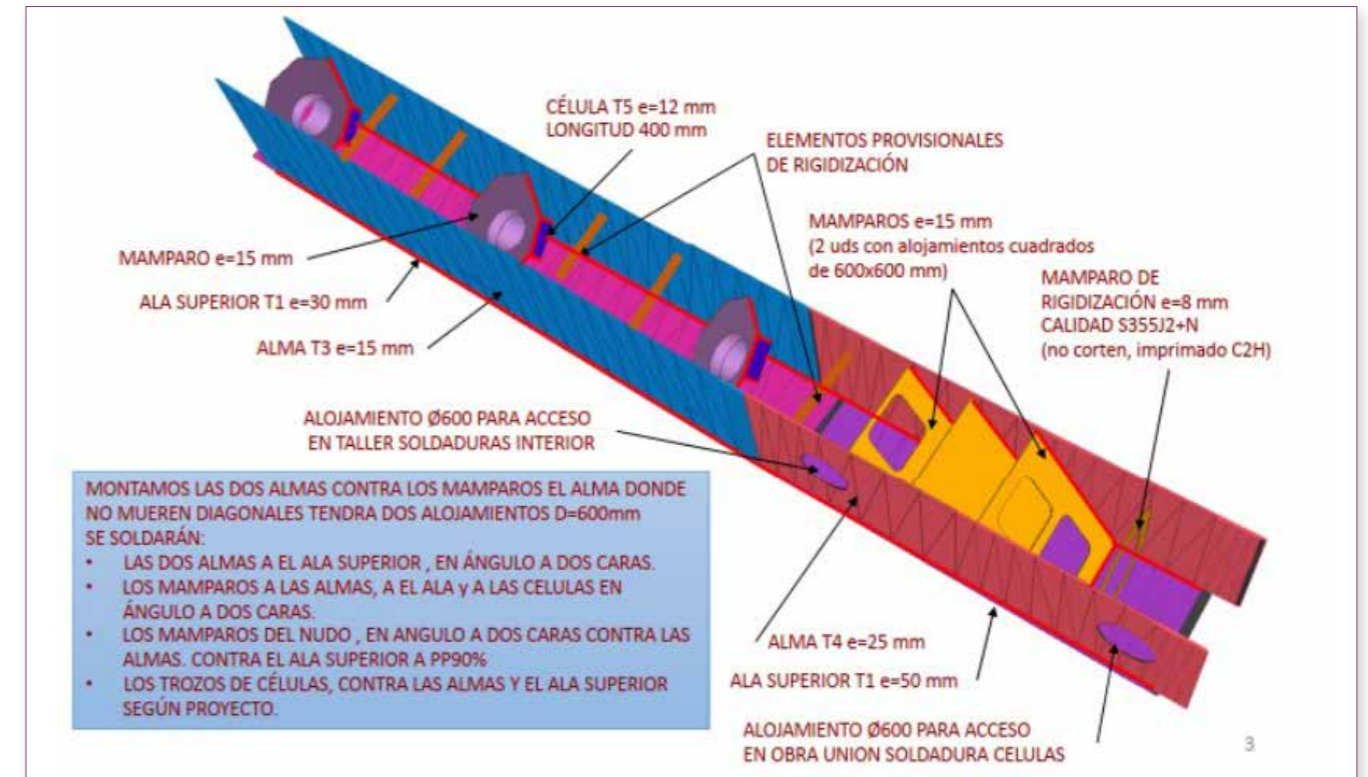 CÉLULA T5 e=12 mm
LONGITUD 400 mm
ELEMENTOS PROVISIONALES
DE RIGIDIZACIÓN
MAMPAROS e=15 mm
(2 uds con alojamientos cuadrados
de 600x600 mm)
MAMPARO DE
RIGIDIZACIÓN e=8 mm
CALIDAD S355J2+N
(no corten, imprimado C2H)
MAMPARO e=15 mm
ALA SUPERIOR T1 e=30 mm
ALMA T3 e=15 mm
ALOJAMIENTO Ø600 PARA ACCESO
EN TALLER SOLDADURAS INTERIOR
MONTAMOS LAS DOS ALMAS CONTRA LOS MAMPAROS EL ALMA DONDE
NO MUEREN DIAGONALES TENDRA DOS ALOJAMIENTOS D=600mm
SE SOLDARÁN:
• LAS DOS ALMAS A EL ALA SUPERIOR , EN ÁNGULO A DOS CARAS.
• LOS MAMPAROS A LAS ALMAS, A EL ALA y A LAS CELULAS EN
ÁNGULO A DOS CARAS.
• LOS MAMPAROS DEL NUDO , EN ANGULO A DOS CARAS CONTRA LAS
ALMAS. CONTRA EL ALA SUPERIOR A PP90%
• LOS TROZOS DE CÉLULAS, CONTRA LAS ALMAS Y EL ALA SUPERIOR
SEGÚN PROYECTO.
ALMA T4 e=25 mm
ALA SUPERIOR T1 e=50 mm
ALOJAMIENTO Ø600 PARA ACCESO
EN OBRA UNION SOLDADURA CELULAS
3